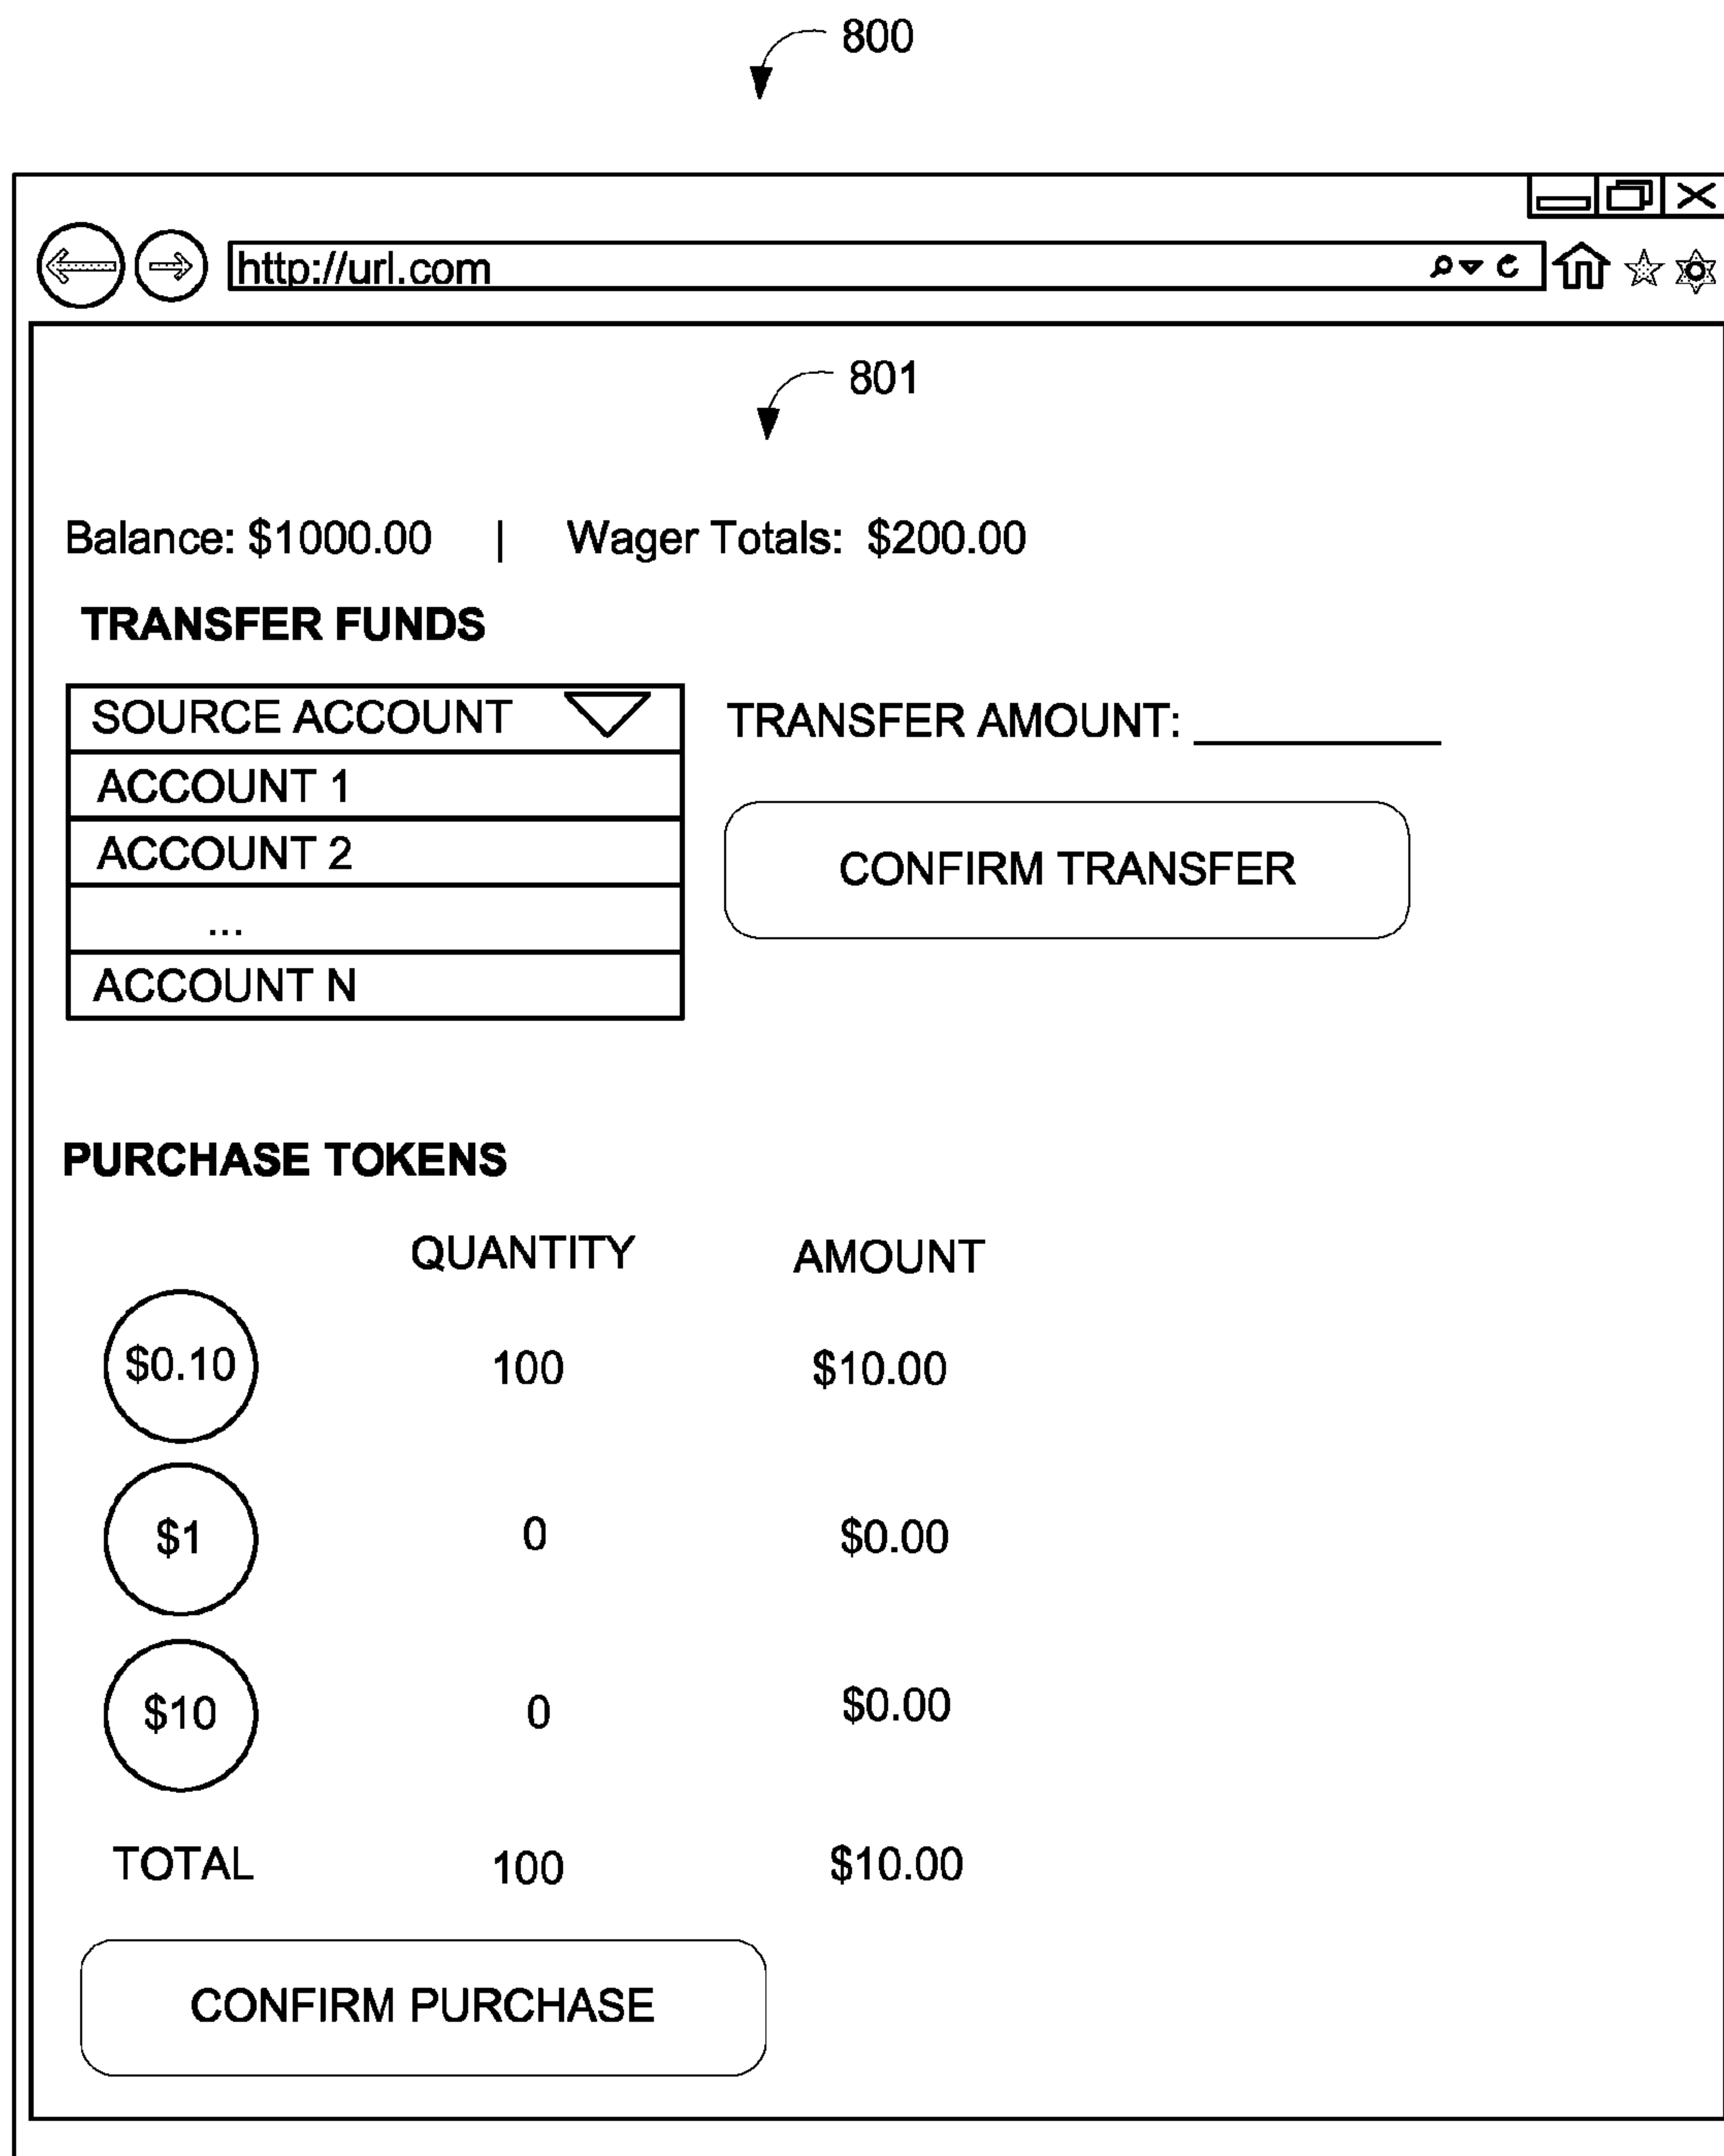 800
http://url.com
801
Balance: $1000.00 | Wager Totals: $200.00
TRANSFER FUNDS
SOURCE ACCOUNT
TRANSFER AMOUNT: ____________
ACCOUNT 1
ACCOUNT 2
CONFIRM TRANSFER
...
ACCOUNT N
PURCHASE TOKENS
QUANTITY AMOUNT
$0.10 100 $10.00
$1 0 $0.00
$10 0 $0.00
TOTAL 100 $10.00
CONFIRM PURCHASE